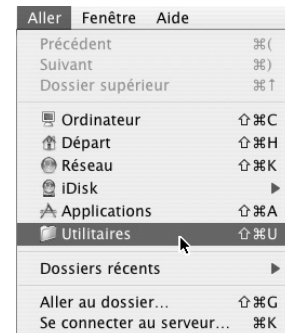 Aller Fenêtre Aide
Précédent ⌘(
Suivant ⌘)
Dossier supérieur ⌘↑
Ordinateur ⇧⌘C
Départ ⇧⌘H
Réseau ⇧⌘K
iDisk ▶
Applications ⇧⌘A
Utilitaires ⇧⌘U
Dossiers récents ▶
Aller au dossier... ⇧⌘G
Se connecter au serveur... ⌘K